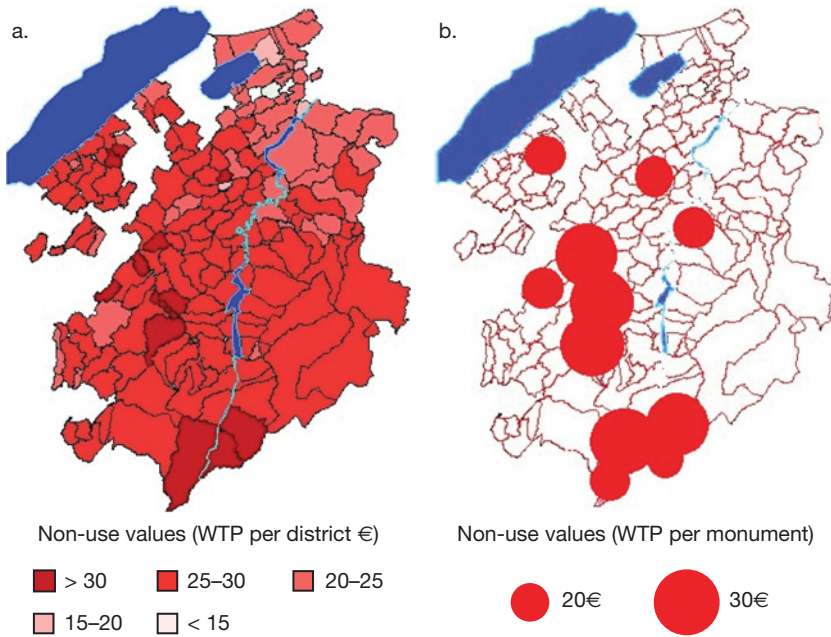 a.
b.
Non-use values (WTP per district €)
> 30
25–30
20–25
15–20
< 15
Non-use values (WTP per monument)
20€
30€